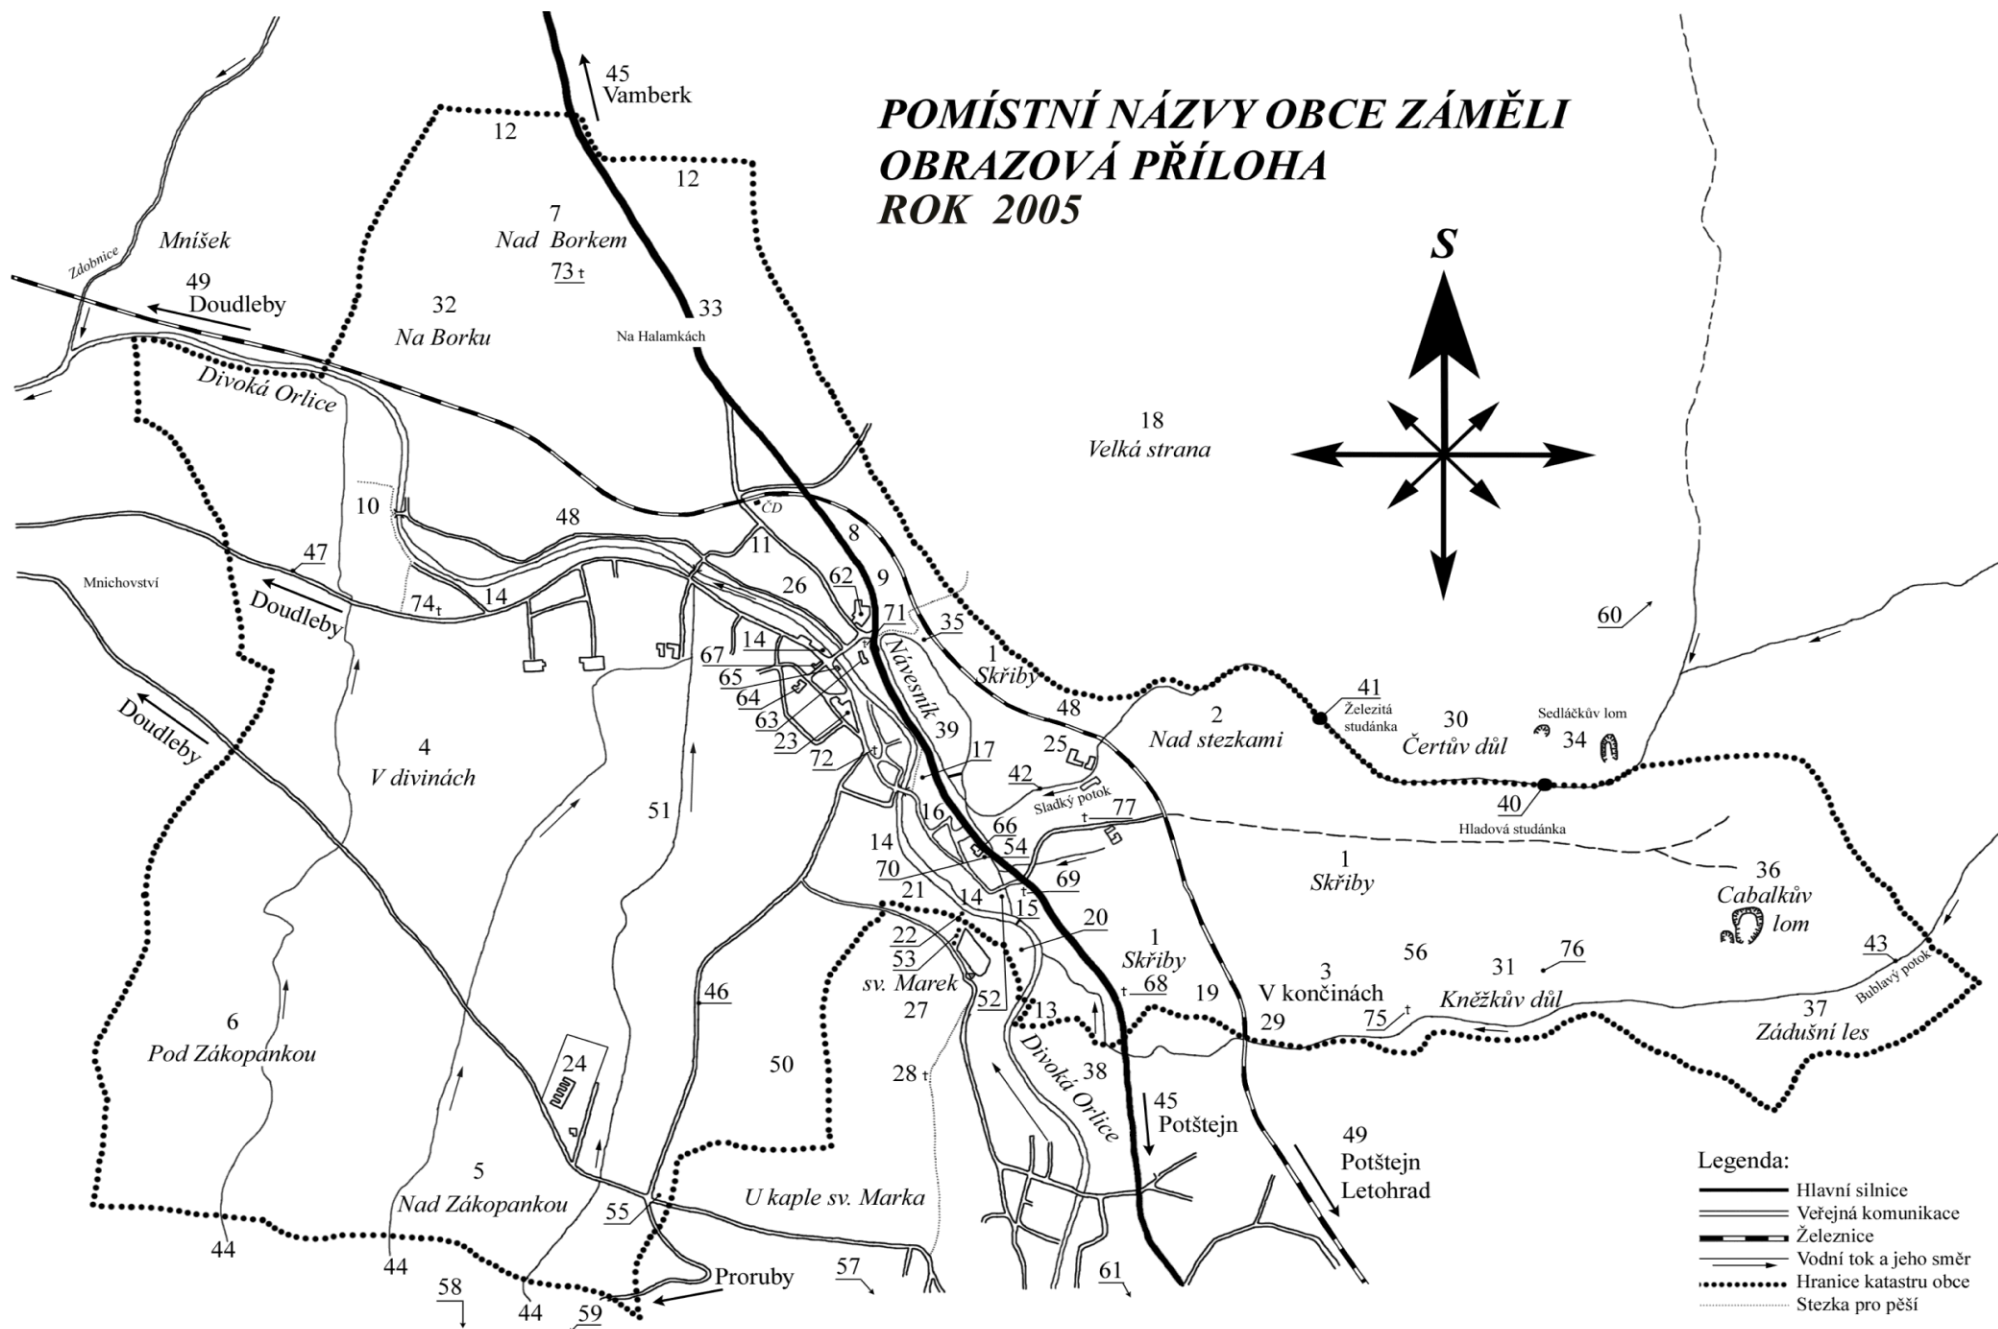 POMÍSTNÍ NÁZVY OBCE ZÁMĚLI
OBRAZOVÁ PŘÍLOHA
ROK 2005
S
45
Vamberk
12
12
7
Nad Borkem
73 t
Mníšek
Zdobnice
49
Doudleby
32
Na Borku
33
Na Halamkách
Divoká Orlice
18
Velká strana
10
48
ČD
11
8
9
47
Mnichovství
Doudleby
74 t
14
26
62
71
35
60
14
67
65
64
63
23
72
t
Návesník
39
17
1
Skřiby
48
25
42
Sladký potok
t 77
2
Nad stezkami
41
Železitá
studánka
30
Čertův důl
Sedláčkův lom
34
40
Hladová studánka
Doudleby
4
V divinách
51
16
66
54
14
70
21
14
t 69
15
22
53
sv. Marek
27
52
20
13
1
Skřiby
36
Cabalkův
lom
1
Skřiby
t 68
19
3
V končinách
29
56
31
Kněžkův důl
76
75 t
43
Bublavý potok
37
Zádušní les
46
6
Pod Zákopankou
24
50
28 t
Divoká Orlice
38
45
Potštejn
49
Potštejn
Letohrad
5
Nad Zákopankou
55
U kaple sv. Marka
44
44
44
58
59
Proruby
57
61
Legenda:
Hlavní silnice
Veřejná komunikace
Železnice
Vodní tok a jeho směr
Hranice katastru obce
Stezka pro pěší